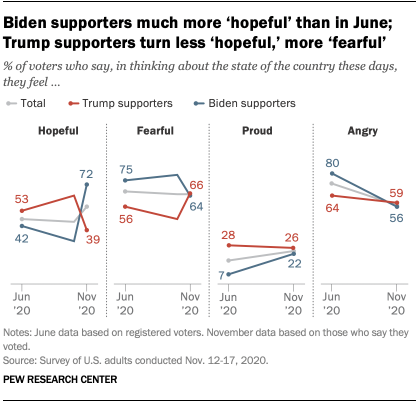 Biden supporters much more ‘hopeful’ than in June;
Trump supporters turn less ‘hopeful,’ more ‘fearful’
% of voters who say, in thinking about the state of the country these days,
they feel ...
Total Trump supporters Biden supporters
Hopeful Fearful Proud Angry
53 42 72 39
75 56 66 64
28 7 26 22
80 64 59 56
Jun Nov Jun Nov Jun Nov Jun Nov
'20 '20 '20 '20 '20 '20 '20 '20
Notes: June data based on registered voters. November data based on those who say they
voted.
Source: Survey of U.S. adults conducted Nov. 12-17, 2020.
PEW RESEARCH CENTER